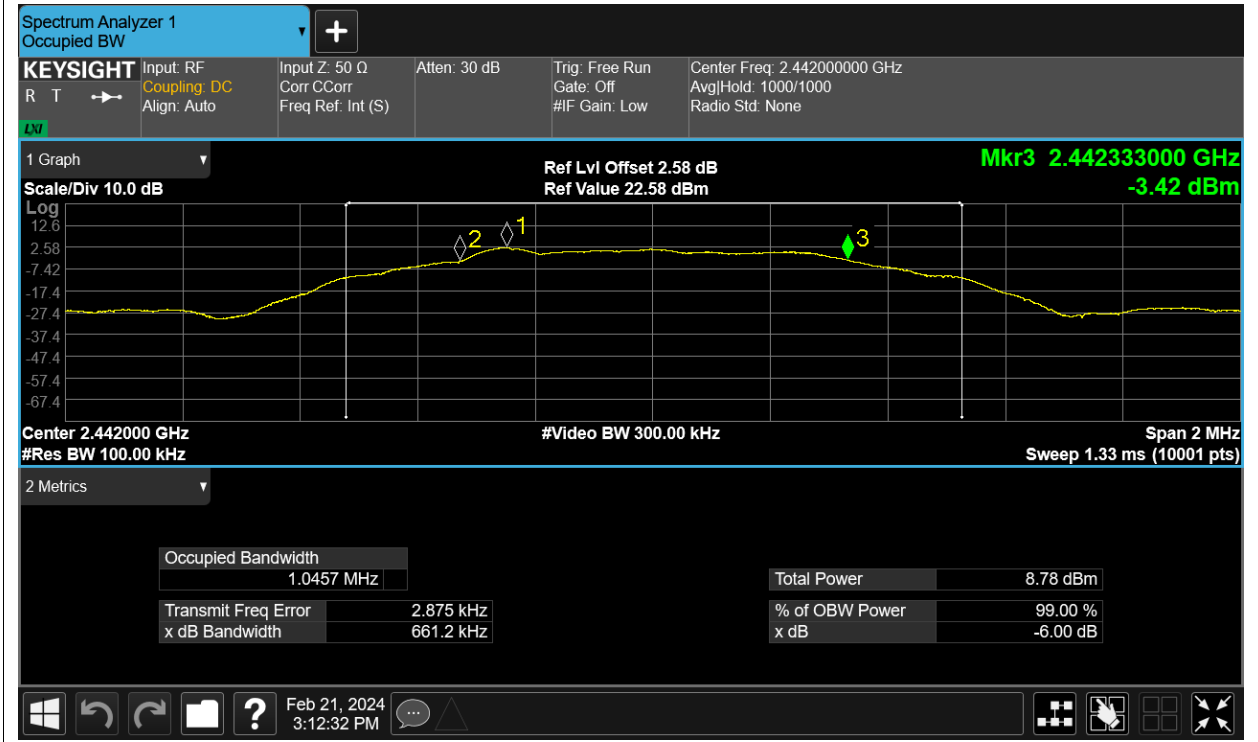 Spectrum Analyzer 1
Occupied BW
KEYSIGHT
R T
LXI
Input: RF
Coupling: DC
Align: Auto
Input Z: 50 Ω
Corr CCorr
Freq Ref: Int (S)
Atten: 30 dB
Trig: Free Run
Gate: Off
#IF Gain: Low
Center Freq: 2.442000000 GHz
Avg|Hold: 1000/1000
Radio Std: None
1 Graph
Scale/Div 10.0 dB
Ref Lvl Offset 2.58 dB
Ref Value 22.58 dBm
Mkr3 2.442333000 GHz
-3.42 dBm
Log
12.6
2.58
-7.42
-17.4
-27.4
-37.4
-47.4
-57.4
-67.4
2
1
3
Center 2.442000 GHz
#Res BW 100.00 kHz
#Video BW 300.00 kHz
Span 2 MHz
Sweep 1.33 ms (10001 pts)
2 Metrics
Occupied Bandwidth
1.0457 MHz
Transmit Freq Error 2.875 kHz
x dB Bandwidth 661.2 kHz
Total Power 8.78 dBm
% of OBW Power 99.00 %
x dB -6.00 dB
?
Feb 21, 2024
3:12:32 PM